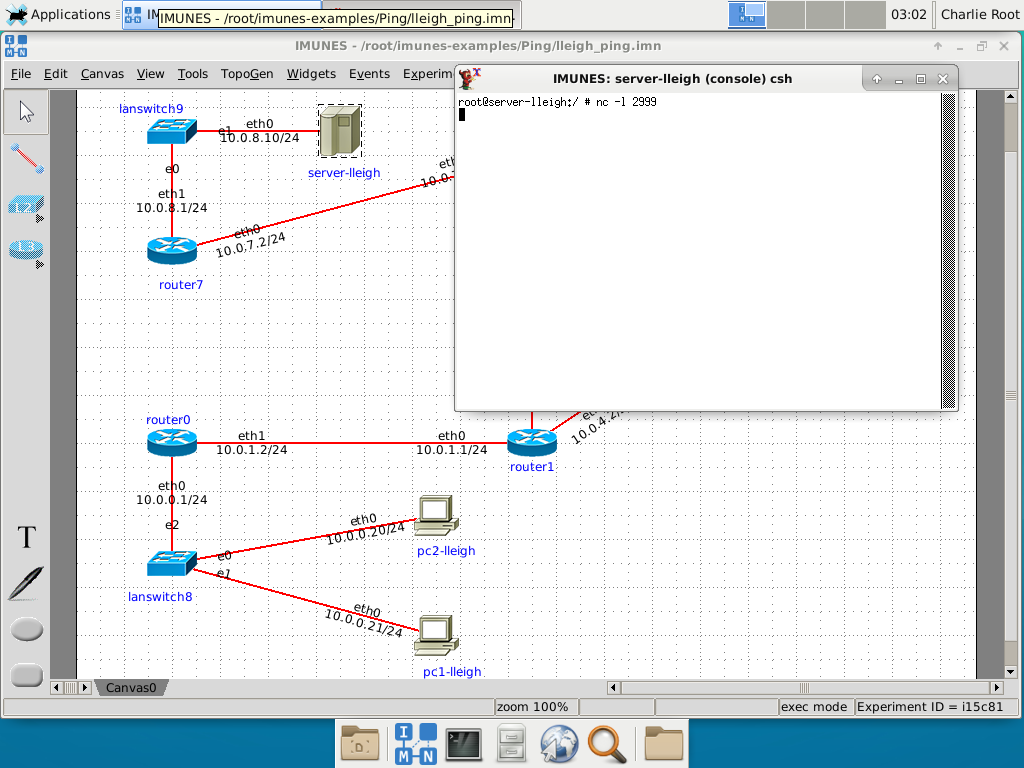 Applications
IM
IMUNES - /root/imunes-examples/Ping/lleigh_ping.imn
03:02
Charlie Root
IMUNES - /root/imunes-examples/Ping/lleigh_ping.imn
File Edit Canvas View Tools TopoGen Widgets Events Experim
IMUNES: server-lleigh (console) csh
root@server-lleigh:/ # nc -l 2999
lanswitch9
e1
eth0
10.0.8.10/24
server-lleigh
e0
eth1
10.0.8.1/24
eth
10.0.
eth0
10.0.7.2/24
router7
router0
eth1
10.0.1.2/24
eth0
10.0.1.1/24
10.0.4.2/
router1
eth0
10.0.0.1/24
e2
eth0
10.0.0.20/24
pc2-lleigh
e0
e1
lanswitch8
eth0
10.0.0.21/24
pc1-lleigh
T
Canvas0
zoom 100%
exec mode
Experiment ID = i15c81